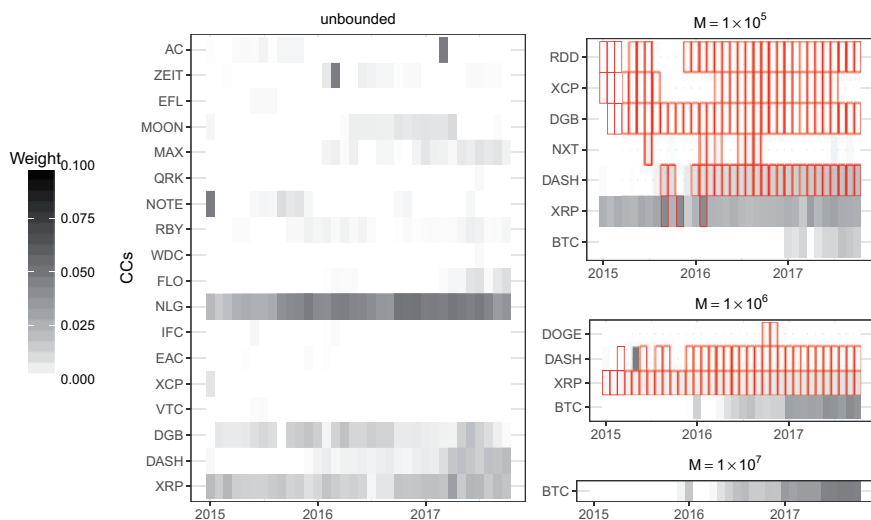 unbounded
AC
ZEIT
EFL
MOON
MAX
QRK
NOTE
RBY
WDC
FLO
NLG
IFC
EAC
XCP
VTC
DGB
DASH
XRP
2015 2016 2017
CCs
Weight
0.100
0.075
0.050
0.025
0.000
M = 1 × 10^5
RDD
XCP
DGB
NXT
DASH
XRP
BTC
2015 2016 2017
M = 1 × 10^6
DOGE
DASH
XRP
BTC
2015 2016 2017
M = 1 × 10^7
BTC
2015 2016 2017